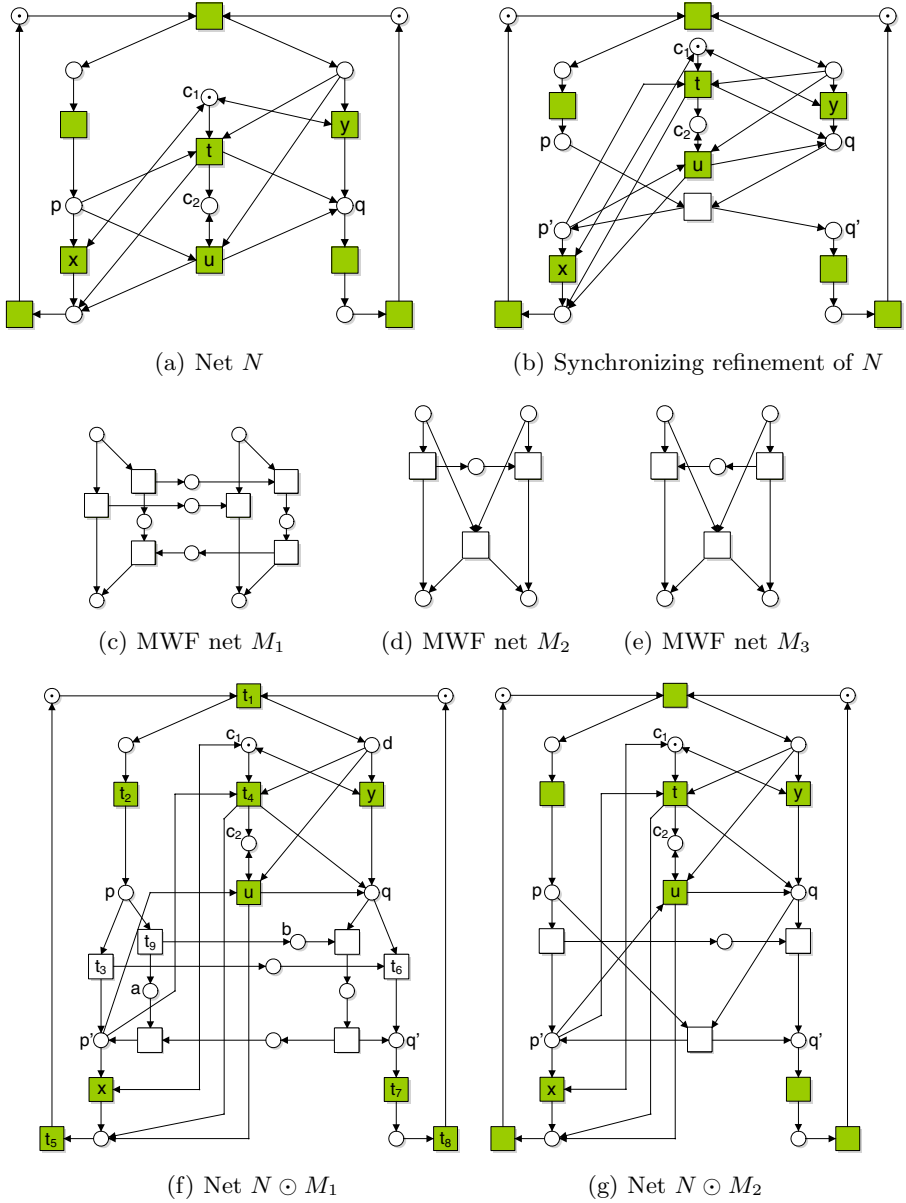 c1
y
t
p
c2
q
x
u
(a) Net N
c1
t
y
p
c2
q
u
p'
q'
x
(b) Synchronizing refinement of N
(c) MWF net M1
(d) MWF net M2
(e) MWF net M3
t1
c1
d
t2
t4
y
c2
p
u
q
b
t9
t3
t6
a
p'
q'
x
t7
t5
t8
(f) Net N ⊙ M1
c1
t
y
c2
p
u
q
p'
q'
x
(g) Net N ⊙ M2